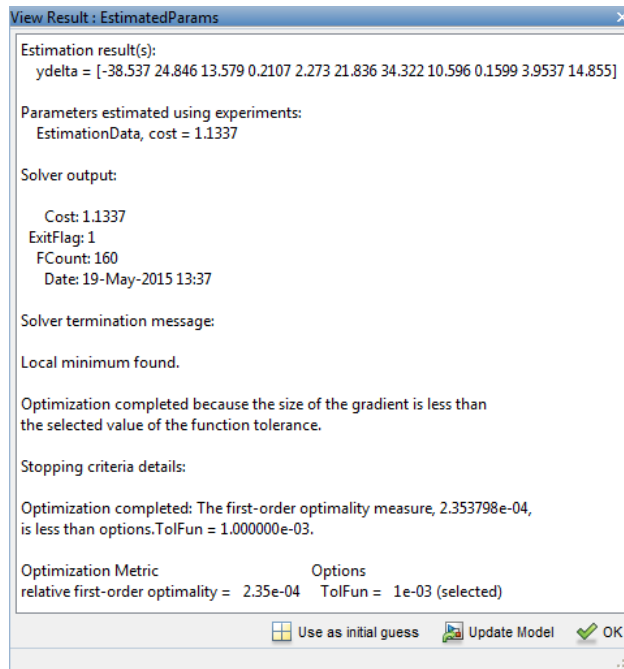 View Result : EstimatedParams
Estimation result(s):
ydelta = [-38.537 24.846 13.579 0.2107 2.273 21.836 34.322 10.596 0.1599 3.9537 14.855]
Parameters estimated using experiments:
EstimationData, cost = 1.1337
Solver output:
Cost: 1.1337
ExitFlag: 1
FCount: 160
Date: 19-May-2015 13:37
Solver termination message:
Local minimum found.
Optimization completed because the size of the gradient is less than
the selected value of the function tolerance.
Stopping criteria details:
Optimization completed: The first-order optimality measure, 2.353798e-04,
is less than options.TolFun = 1.000000e-03.
Optimization Metric Options
relative first-order optimality = 2.35e-04 TolFun = 1e-03 (selected)
Use as initial guess Update Model OK